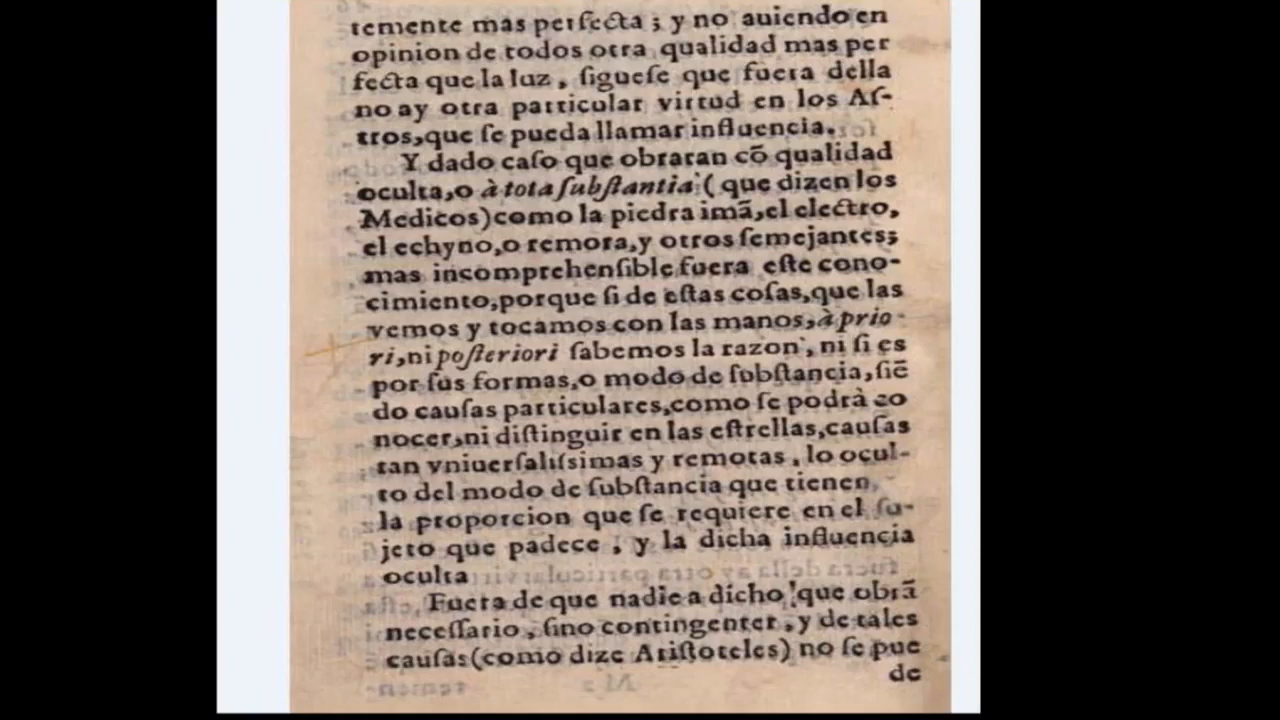 temente mas perfecta; y no auiendo en
opinion de todos otra qualidad mas per
fecta que la luz, ſigueſe que fuera della
no ay otra particular virtud en los Aſ-
tros, que ſe pueda llamar influencia.
Y dado caſo que obraran cõ qualidad
oculta, o à tota ſubſtantia (que dizen los
Medicos) como la piedra imã, el electro,
el echyno, o remora, y otros ſemejantes;
mas incomprehenſible fuera eſte cono-
cimiento, porque ſi de eſtas coſas, que las
vemos y tocamos con las manos, à prio-
ri, ni poſteriori ſabemos la razon, ni ſi es
por ſus formas, o modo de ſubſtancia, ſiẽ
do cauſas particulares, como ſe podrà co
nocer, ni diſtinguir en las eſtrellas, cauſas
tan vniuerſaliſsimas y remotas, lo ocul-
to del modo de ſubſtancia que tienen,
la proporcion que ſe requiere en el ſu-
jeto que padece, y la dicha influencia
oculta
Fuera de que nadie a dicho que obrã
neceſſario, ſino contingenter, y de tales
cauſas (como dize Ariſtoteles) no ſe pue
de